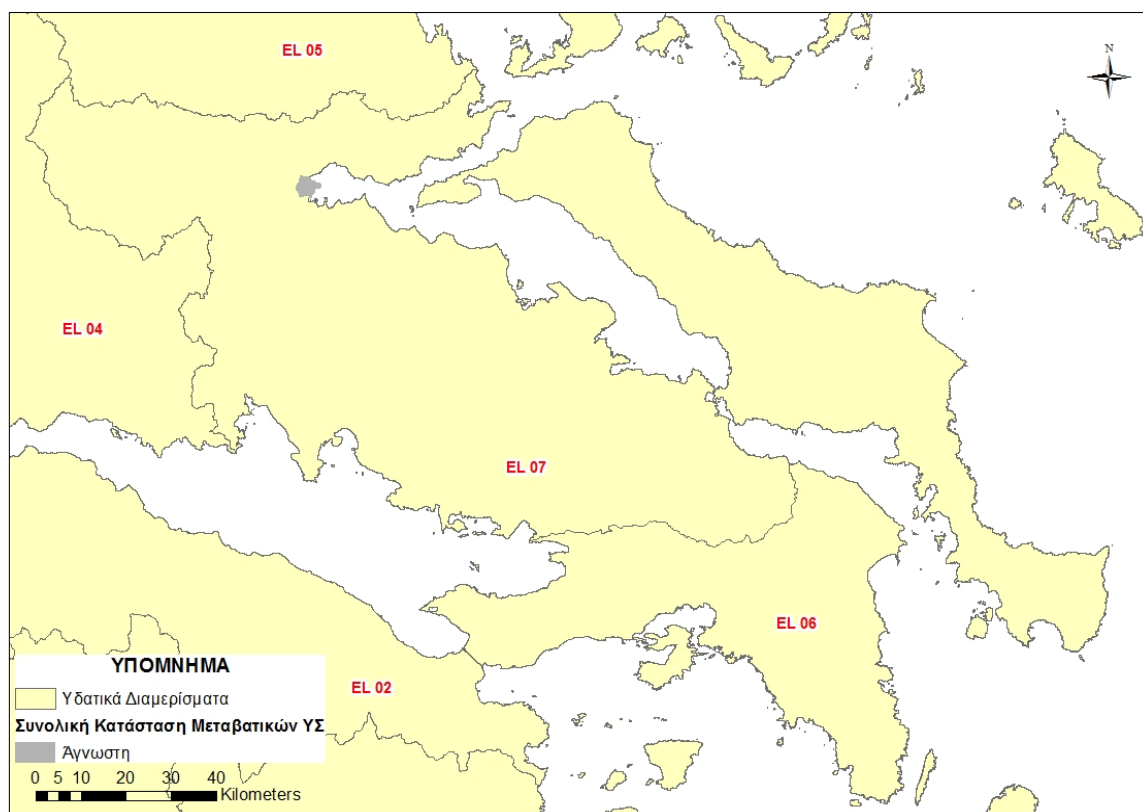 EL 05
N
EL 04
EL 07
EL 06
EL 02
ΥΠΟΜΝΗΜΑ
Υδατικά Διαμερίσματα
Συνολική Κατάσταση Μεταβατικών ΥΣ
Άγνωστη
0 5 10 20 30 40
Kilometers